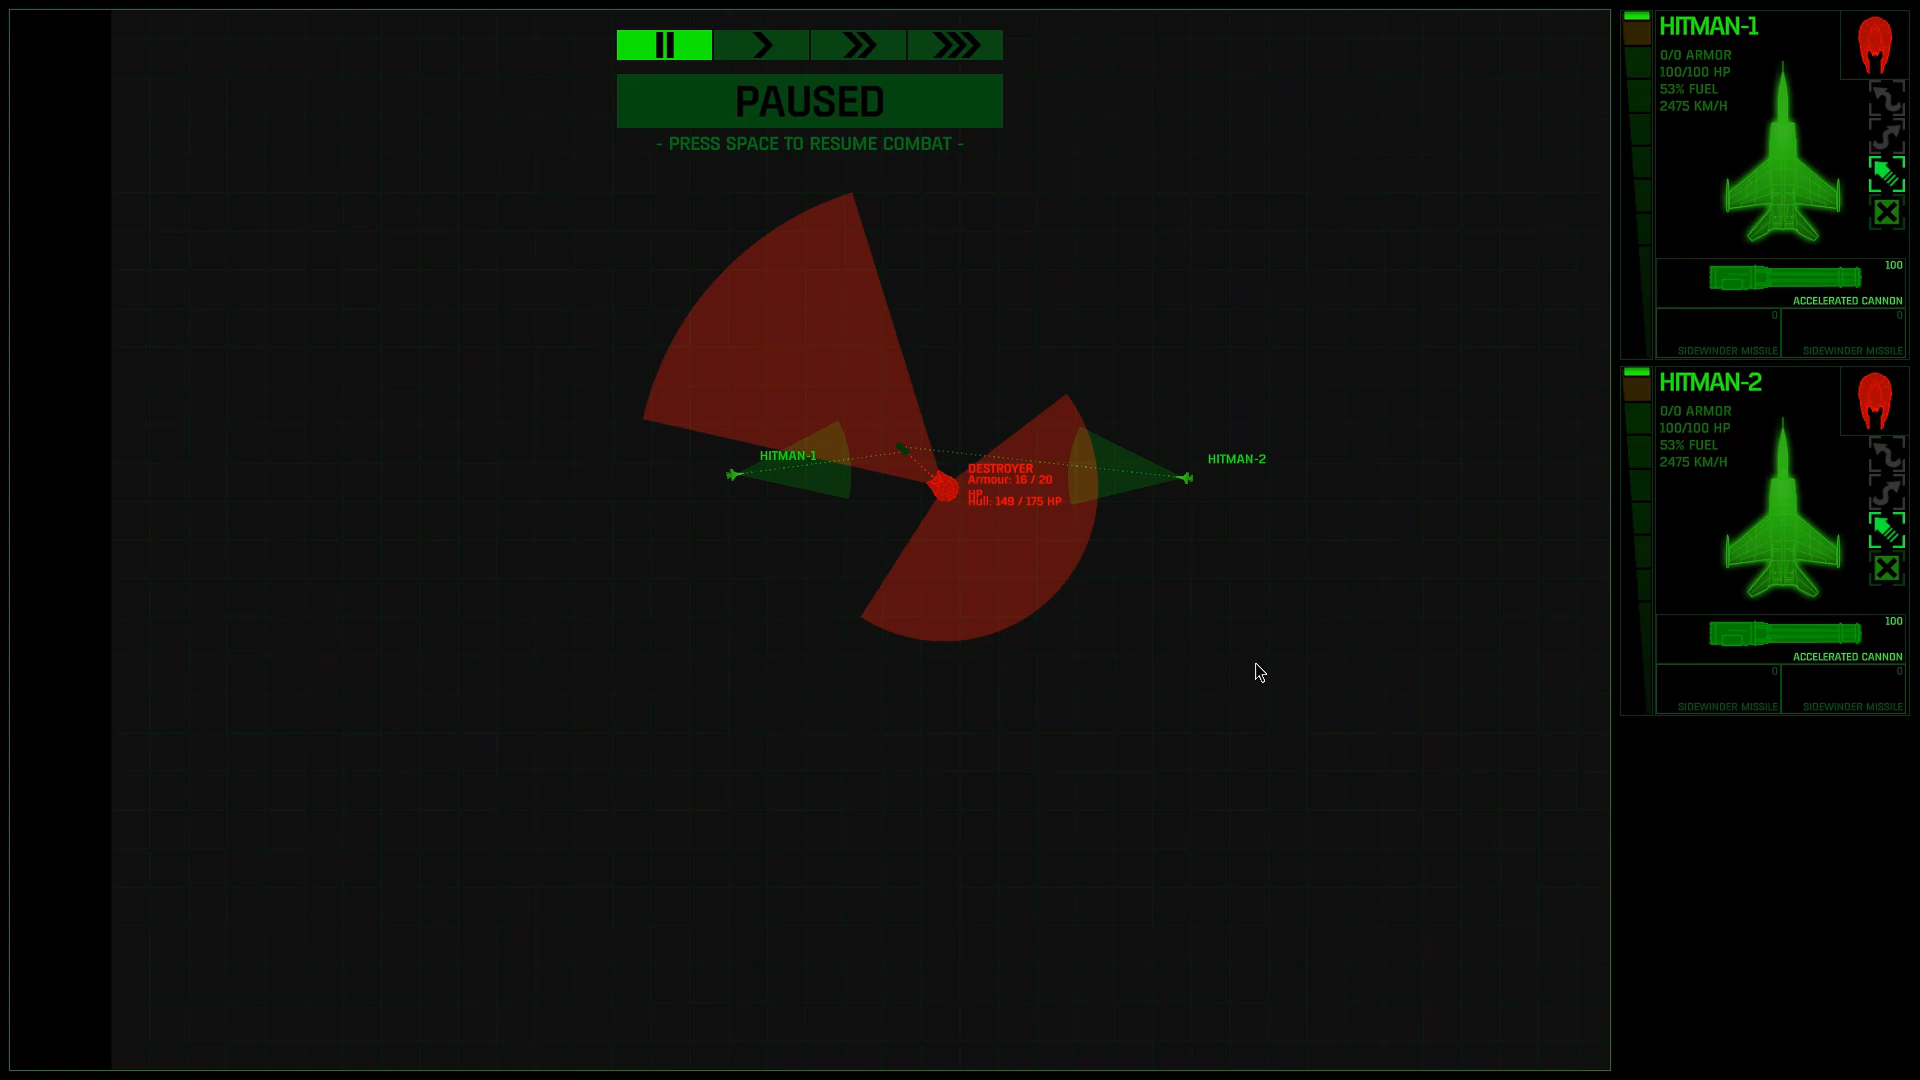 PAUSED
- PRESS SPACE TO RESUME COMBAT -
HITMAN-1
HITMAN-2
DESTROYER
Armour: 16 / 20
HP
Hull: 149 / 175 HP
HITMAN-1
0/0 ARMOR
100/100 HP
53% FUEL
2475 KM/H
100
ACCELERATED CANNON
0
0
SIDEWINDER MISSILE
SIDEWINDER MISSILE
HITMAN-2
0/0 ARMOR
100/100 HP
53% FUEL
2475 KM/H
100
ACCELERATED CANNON
0
0
SIDEWINDER MISSILE
SIDEWINDER MISSILE